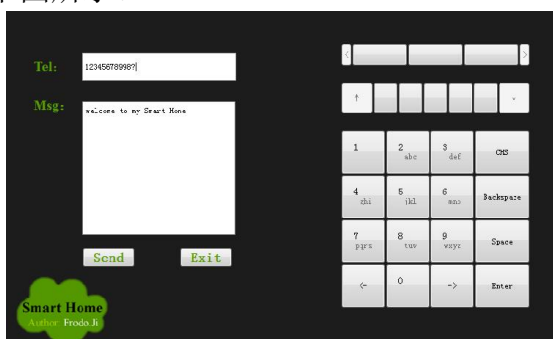 Tel:
12345678998?
Msg:
welcome to my Smart Home
Send
Exit
Smart Home
Author: Frodo Ji
<
>
↑
1
2
abc
3
def
CHS
4
ghi
5
jkl
6
mno
Backspace
7
pqrs
8
tuv
9
wxyz
Space
<-
0
->
Enter